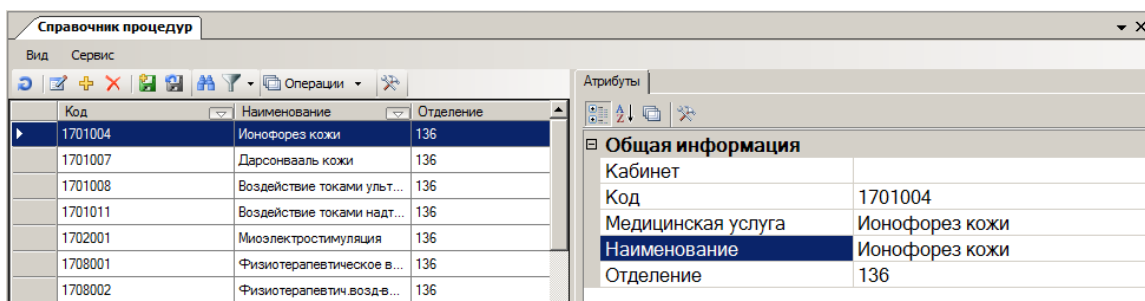 Справочник процедур
Вид Сервис
Операции
Код Наименование Отделение
1701004 Ионофорез кожи 136
1701007 Дарсонвааль кожи 136
1701008 Воздействие токами ульт... 136
1701011 Воздействие токами надт... 136
1702001 Миоэлектростимуляция 136
1708001 Физиотерапевтическое в... 136
1708002 Физиотерапевтич.возд-в... 136
Атрибуты
Общая информация
Кабинет
Код 1701004
Медицинская услуга Ионофорез кожи
Наименование Ионофорез кожи
Отделение 136